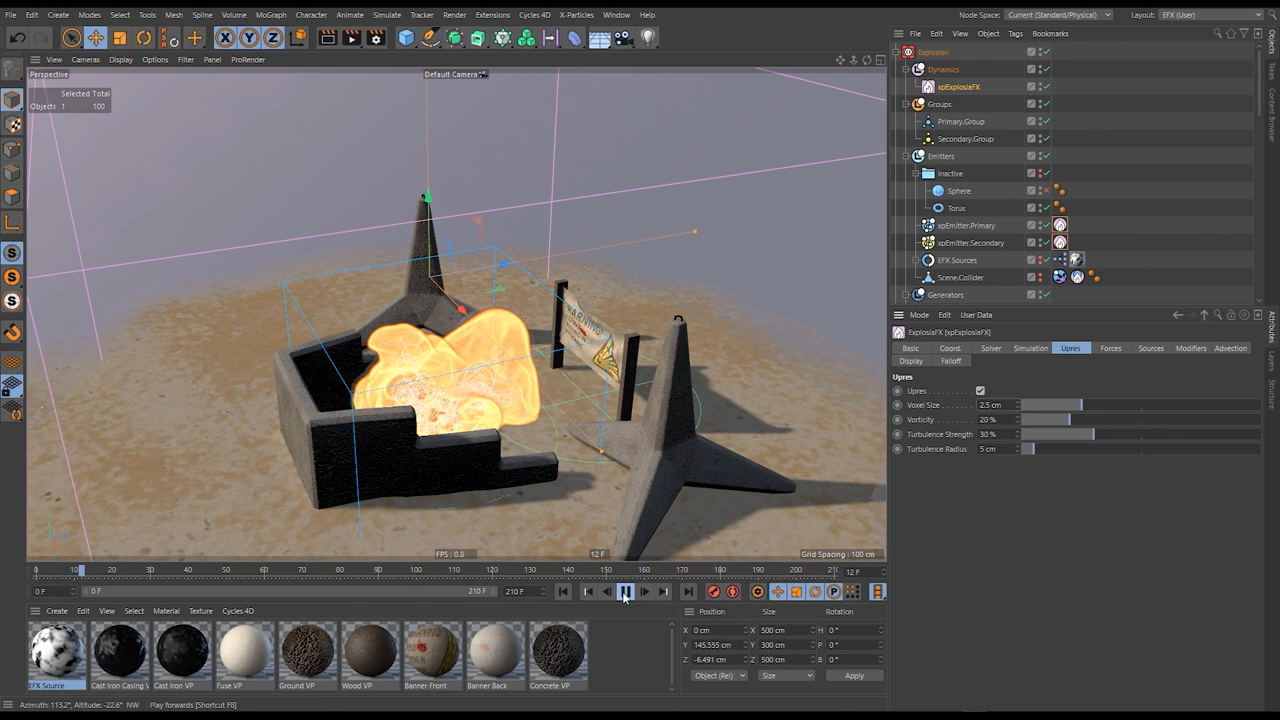 File Edit Create Modes Select Tools Mesh Spline Volume MoGraph Character Animate Simulate Tracker Render Extensions Cycles 4D X-Particles Window Help Node Space: Current (Standard/Physical) Layout: EFX (User)
View Cameras Display Options Filter Panel ProRender
File Edit View Object Tags Bookmarks
Perspective
Default Camera
Selected Total
Objects 1 100
Explosion
Dynamics
xpExplosiaFX
Groups
Primary.Group
Secondary.Group
Emitters
Inactive
Sphere
Torus
xpEmitter.Primary
xpEmitter.Secondary
EFX Sources
Scene.Collider
Generators
Objects
Takes
Content Browser
Mode Edit User Data
ExplosiaFX [xpExplosiaFX]
Basic Coord. Solver Simulation Upres Forces Sources Modifiers Advection
Display Falloff
Upres
Upres
Voxel Size 2.5 cm
Vorticity 20 %
Turbulence Strength 30 %
Turbulence Radius 5 cm
Attributes
Layers
Structure
WARNING!
FPS : 0.8
12 F
Grid Spacing : 100 cm
0 10 20 30 40 50 60 70 80 90 100 110 120 130 140 150 160 170 180 190 200 12 F
0 F 0 F 210 F 210 F
Create Edit View Select Material Texture Cycles 4D
EFX Source Cast Iron Casing V Cast Iron VP Fuse VP Ground VP Wood VP Banner Front Banner Back Concrete VP
Position Size Rotation
X 0 cm X 500 cm H 0 °
Y 145.555 cm Y 300 cm P 0 °
Z -6.491 cm Z 500 cm B 0 °
Object (Rel) Size Apply
Azimuth: 113.2°, Altitude: -22.6° NW Play forwards [Shortcut F8]